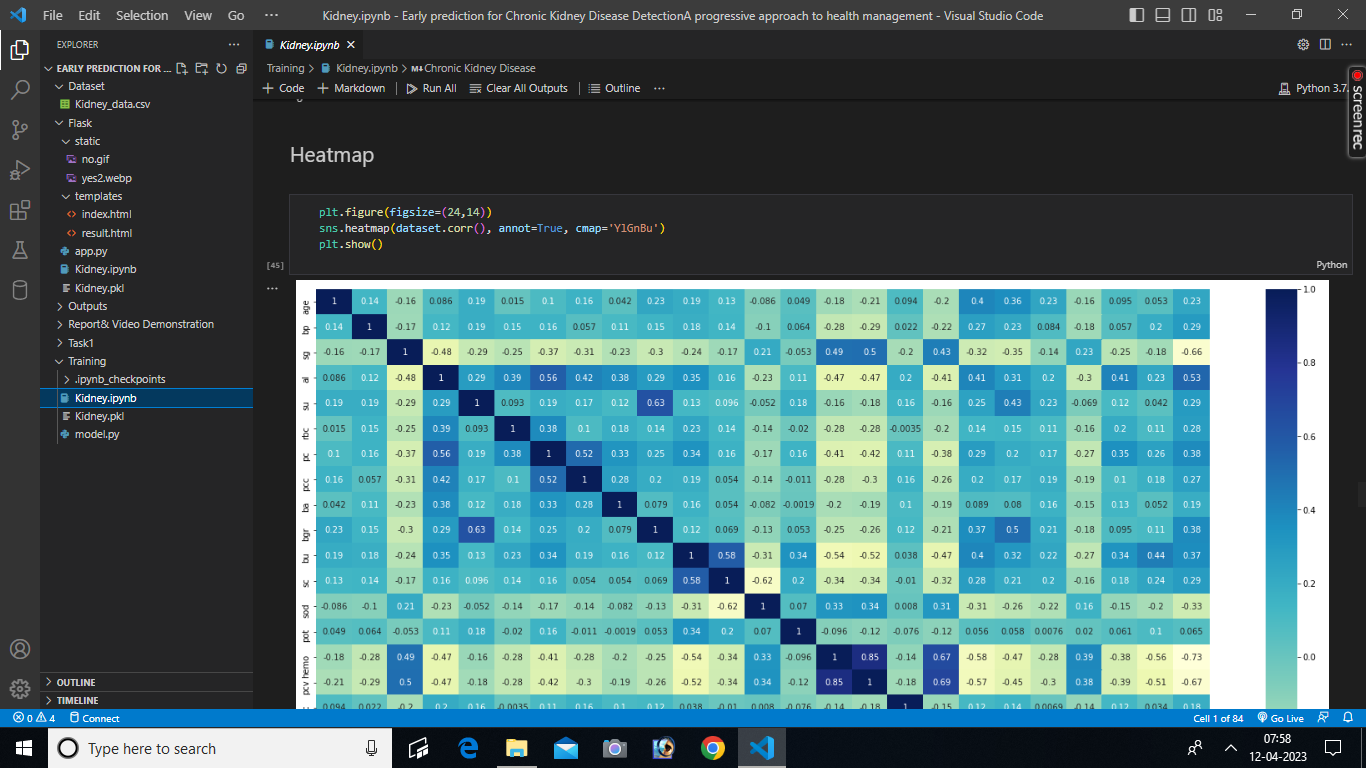 File Edit Selection View Go ··· Kidney.ipynb - Early prediction for Chronic Kidney Disease DetectionA progressive approach to health management - Visual Studio Code
EXPLORER ···
EARLY PREDICTION FOR ...
Dataset
Kidney_data.csv
Flask
static
no.gif
yes2.webp
templates
index.html
result.html
app.py
Kidney.ipynb
Kidney.pkl
Outputs
Report& Video Demonstration
Task1
Training
.ipynb_checkpoints
Kidney.ipynb
Kidney.pkl
model.py
OUTLINE
TIMELINE
Kidney.ipynb
Training > Kidney.ipynb > M↓Chronic Kidney Disease
+ Code + Markdown Run All Clear All Outputs Outline ··· Python 3.7.
screenrec
Heatmap
plt.figure(figsize=(24,14))
sns.heatmap(dataset.corr(), annot=True, cmap='YlGnBu')
plt.show()
[45] Python
age 1 0.14 -0.16 0.086 0.19 0.015 0.1 0.16 0.042 0.23 0.19 0.13 -0.086 0.049 -0.18 -0.21 0.094 -0.2 0.4 0.36 0.23 -0.16 0.095 0.053 0.23
bp 0.14 1 -0.17 0.12 0.19 0.15 0.16 0.057 0.11 0.15 0.18 0.14 -0.1 0.064 -0.28 -0.29 0.022 -0.22 0.27 0.23 0.084 -0.18 0.057 0.2 0.29
sg -0.16 -0.17 1 -0.48 -0.29 -0.25 -0.37 -0.31 -0.23 -0.3 -0.24 -0.17 0.21 -0.053 0.49 0.5 -0.2 0.43 -0.32 -0.35 -0.14 0.23 -0.25 -0.18 -0.66
al 0.086 0.12 -0.48 1 0.29 0.39 0.56 0.42 0.38 0.29 0.35 0.16 -0.23 0.11 -0.47 -0.47 0.2 -0.41 0.41 0.31 0.2 -0.3 0.41 0.23 0.53
su 0.19 0.19 -0.29 0.29 1 0.093 0.19 0.17 0.12 0.63 0.13 0.096 -0.052 0.18 -0.16 -0.18 0.16 -0.16 0.25 0.43 0.23 -0.069 0.12 0.042 0.29
rbc 0.015 0.15 -0.25 0.39 0.093 1 0.38 0.1 0.18 0.14 0.23 0.14 -0.14 -0.02 -0.28 -0.28 -0.0035 -0.2 0.14 0.15 0.11 -0.16 0.2 0.11 0.28
pc 0.1 0.16 -0.37 0.56 0.19 0.38 1 0.52 0.33 0.25 0.34 0.16 -0.17 0.16 -0.41 -0.42 0.11 -0.38 0.29 0.2 0.17 -0.27 0.35 0.26 0.38
pcc 0.16 0.057 -0.31 0.42 0.17 0.1 0.52 1 0.28 0.2 0.19 0.054 -0.14 -0.011 -0.28 -0.3 0.16 -0.26 0.2 0.17 0.19 -0.19 0.1 0.18 0.27
ba 0.042 0.11 -0.23 0.38 0.12 0.18 0.33 0.28 1 0.079 0.16 0.054 -0.082 -0.0019 -0.2 -0.19 0.1 -0.19 0.089 0.08 0.16 -0.15 0.13 0.052 0.19
bgr 0.23 0.15 -0.3 0.29 0.63 0.14 0.25 0.2 0.079 1 0.12 0.069 -0.13 0.053 -0.25 -0.26 0.12 -0.21 0.37 0.5 0.21 -0.18 0.095 0.11 0.38
bu 0.19 0.18 -0.24 0.35 0.13 0.23 0.34 0.19 0.16 0.12 1 0.58 -0.31 0.34 -0.54 -0.52 0.038 -0.47 0.4 0.32 0.22 -0.27 0.34 0.44 0.37
sc 0.13 0.14 -0.17 0.16 0.096 0.14 0.16 0.054 0.054 0.069 0.58 1 -0.62 0.2 -0.34 -0.34 -0.01 -0.32 0.28 0.21 0.2 -0.16 0.18 0.24 0.29
sod -0.086 -0.1 0.21 -0.23 -0.052 -0.14 -0.17 -0.14 -0.082 -0.13 -0.31 -0.62 1 0.07 0.33 0.34 0.008 0.31 -0.31 -0.26 -0.22 0.16 -0.15 -0.2 -0.33
pot 0.049 0.064 -0.053 0.11 0.18 -0.02 0.16 -0.011 -0.0019 0.053 0.34 0.2 0.07 1 -0.096 -0.12 -0.076 -0.12 0.056 0.058 0.0076 0.02 0.061 0.1 0.065
hemo -0.18 -0.28 0.49 -0.47 -0.16 -0.28 -0.41 -0.28 -0.2 -0.25 -0.54 -0.34 0.33 -0.096 1 0.85 -0.14 0.67 -0.58 -0.47 -0.28 0.39 -0.38 -0.56 -0.73
pcv -0.21 -0.29 0.5 -0.47 -0.18 -0.28 -0.42 -0.3 -0.19 -0.26 -0.52 -0.34 0.34 -0.12 0.85 1 -0.18 0.69 -0.57 -0.45 -0.3 0.38 -0.39 -0.51 -0.67
0.094 0.022 -0.2 0.2 0.16 -0.0035 0.11 0.16 0.1 0.12 0.038 -0.01 0.008 -0.076 -0.14 -0.18 1 -0.15 0.12 0.14 0.0069 -0.14 0.12 0.034 0.18
1.0
0.8
0.6
0.4
0.2
0.0
0 4 Connect Cell 1 of 84 Go Live
Type here to search
07:58
12-04-2023